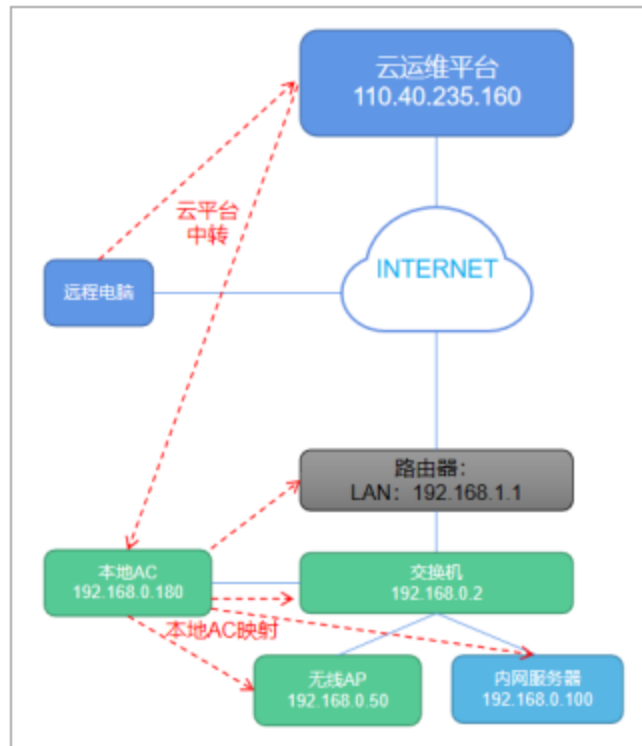 云运维平台
110.40.235.160
云平台
中转
INTERNET
远程电脑
路由器：
LAN：192.168.1.1
本地AC
192.168.0.180
交换机
192.168.0.2
本地AC映射
无线AP
192.168.0.50
内网服务器
192.168.0.100